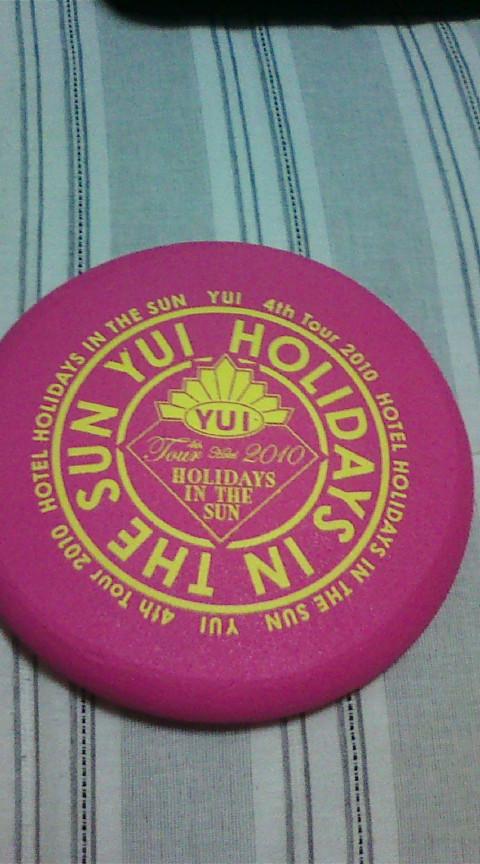 HOTEL HOLIDAYS IN THE SUN YUI 4th Tour 2010 HOTEL HOLIDAYS IN THE SUN YUI 4th Tour 2010
YUI HOLIDAYS IN THE SUN
YUI
Tour 2010
HOLIDAYS
IN THE
SUN